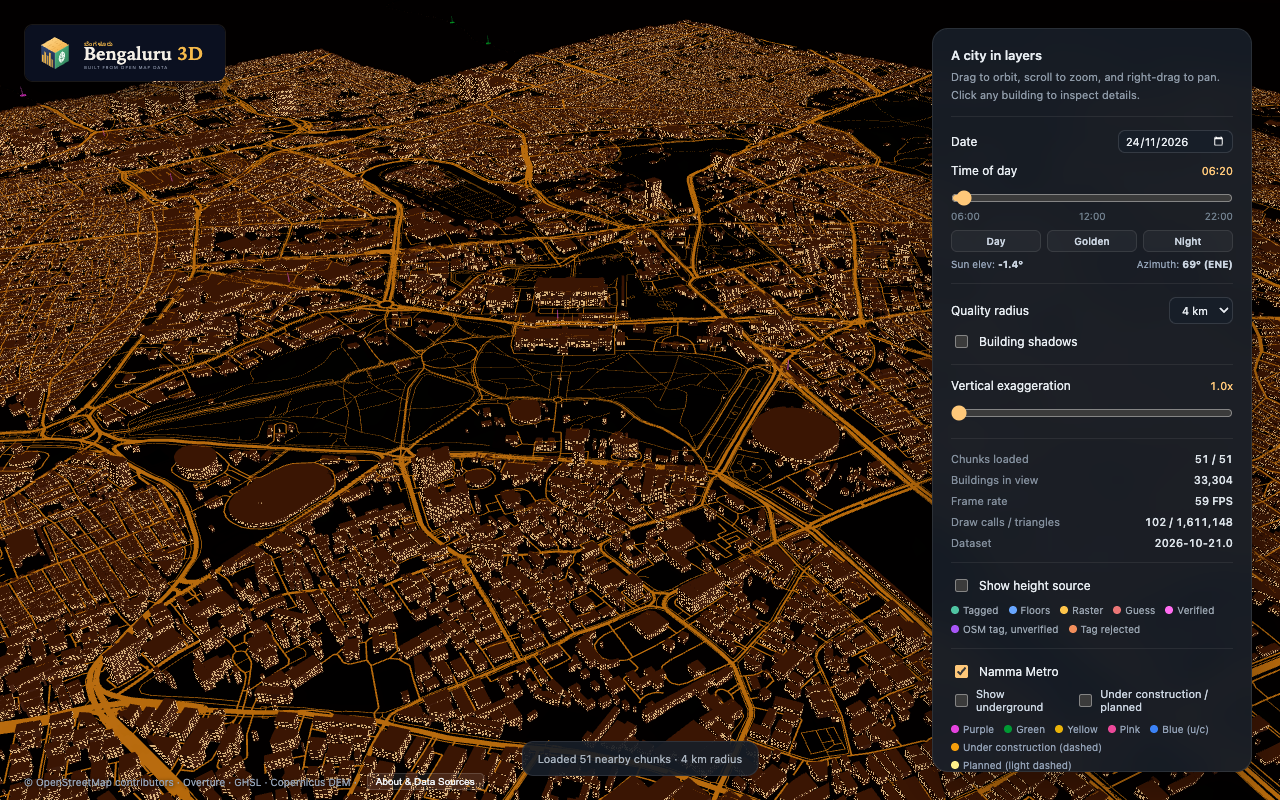 ಬೆಂಗಳೂರು
Bengaluru 3D
BUILT FROM OPEN MAP DATA
A city in layers
Drag to orbit, scroll to zoom, and right-drag to pan.
Click any building to inspect details.
Date 24/11/2026
Time of day 06:20
06:00 12:00 22:00
Day Golden Night
Sun elev: -1.4° Azimuth: 69° (ENE)
Quality radius 4 km
Building shadows
Vertical exaggeration 1.0x
Chunks loaded 51 / 51
Buildings in view 33,304
Frame rate 59 FPS
Draw calls / triangles 102 / 1,611,148
Dataset 2026-10-21.0
Show height source
Tagged Floors Raster Guess Verified
OSM tag, unverified Tag rejected
Namma Metro
Show underground
Under construction / planned
Purple Green Yellow Pink Blue (u/c)
Under construction (dashed)
Planned (light dashed)
Loaded 51 nearby chunks · 4 km radius
© OpenStreetMap contributors · Overture · GHSL · Copernicus DEM · About & Data Sources